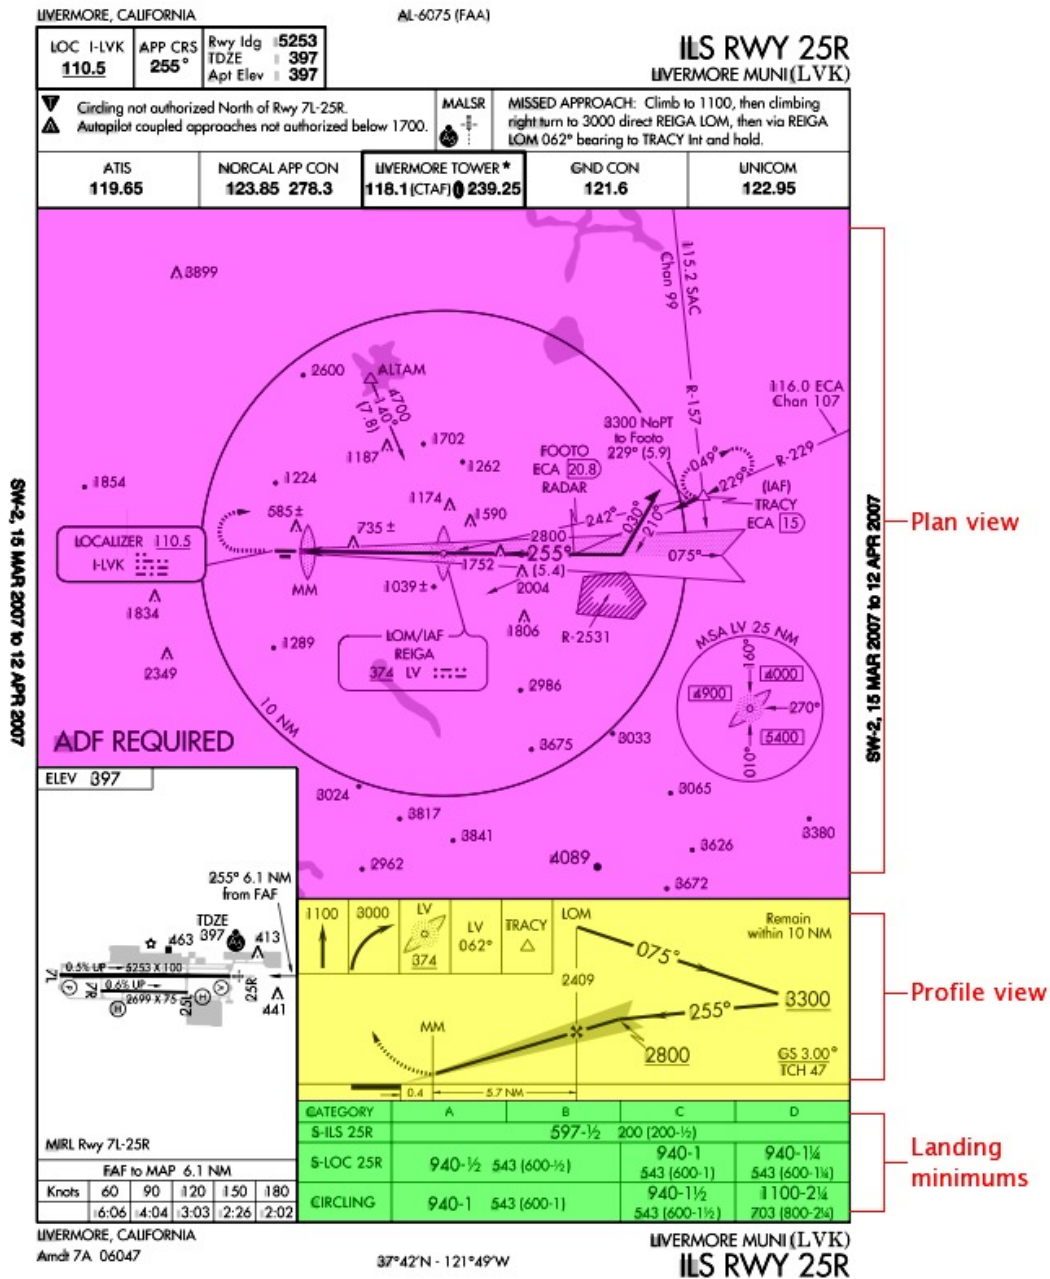 LIVERMORE, CALIFORNIA
AL-6075 (FAA)
LOC I-LVK
110.5
APP CRS
255°
Rwy ldg 5253
TDZE 397
Apt Elev 397
ILS RWY 25R
LIVERMORE MUNI (LVK)
T
A
Circling not authorized North of Rwy 7L-25R.
Autopilot coupled approaches not authorized below 1700.
MALSR
MISSED APPROACH: Climb to 1100, then climbing
right turn to 3000 direct REIGA LOM, then via REIGA
LOM 062° bearing to TRACY Int and hold.
ATIS
119.65
NORCAL APP CON
123.85 278.3
LIVERMORE TOWER*
118.1 (CTAF) 239.25
GND CON
121.6
UNICOM
122.95
3899
115.2 SAC
Chan 99
R-157
116.0 ECA
Chan 107
R-229
2600
ALTAM
4700
140°
(7.8)
1702
1187
1262
3300 NoPT
to Footo
229° (5.9)
FOOTO
ECA 20.8
RADAR
049°
229°
(IAF)
TRACY
ECA 15
1854
1224
1174
1590
585±
735±
242°
030°
210°
2800
255°
(5.4)
075°
LOCALIZER 110.5
I-LVK
MM
1752
1039±
2004
1806
R-2531
1834
1289
2349
LOM/IAF
REIGA
374 LV
10 NM
2986
3675
3033
MSA LV 25 NM
160°
4000
4900
270°
5400
010°
ADF REQUIRED
3024
3817
3841
2962
4089
3065
3380
3626
3672
Plan view
SW-2, 15 MAR 2007 to 12 APR 2007
SW-2, 15 MAR 2007 to 12 APR 2007
ELEV 397
255° 6.1 NM
from FAF
TDZE
397
463
413
0.5% UP
5253 X 100
0.6% UP
2699 X 75
7L
7R
25L
25R
441
MIRL Rwy 7L-25R
FAF to MAP 6.1 NM
Knots 60 90 120 150 180
6:06 4:04 3:03 2:26 2:02
1100
3000
LV
374
LV
062°
TRACY
LOM
Remain
within 10 NM
075°
2409
3300
255°
MM
2800
GS 3.00°
TCH 47
0.4
5.7 NM
Profile view
CATEGORY A B C D
S-ILS 25R 597-½ 200 (200-½)
S-LOC 25R 940-½ 543 (600-½) 940-1 543 (600-1) 940-1¼ 543 (600-1¼)
CIRCLING 940-1 543 (600-1) 940-1½ 543 (600-1½) 1100-2¼ 703 (800-2¼)
Landing
minimums
LIVERMORE, CALIFORNIA
Amdt 7A 06047
37°42'N - 121°49'W
LIVERMORE MUNI (LVK)
ILS RWY 25R